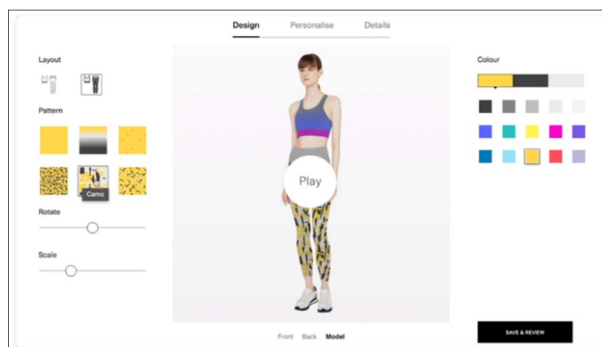 Design Personalise Details
Layout
Colour
Pattern
Play
Camo
Rotate
Scale
Front Back Model
SAVE & REVIEW